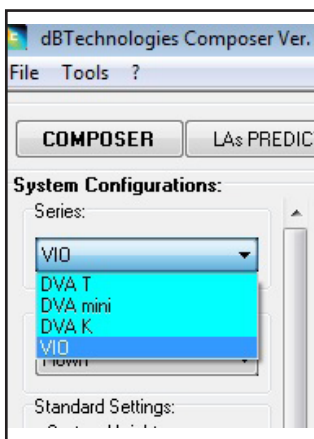 dBTechnologies Composer Ver.
File Tools ?
COMPOSER LAs PREDIC
System Configurations:
Series:
VIO
DVA T
DVA mini
DVA K
VIO
Flown
Standard Settings: